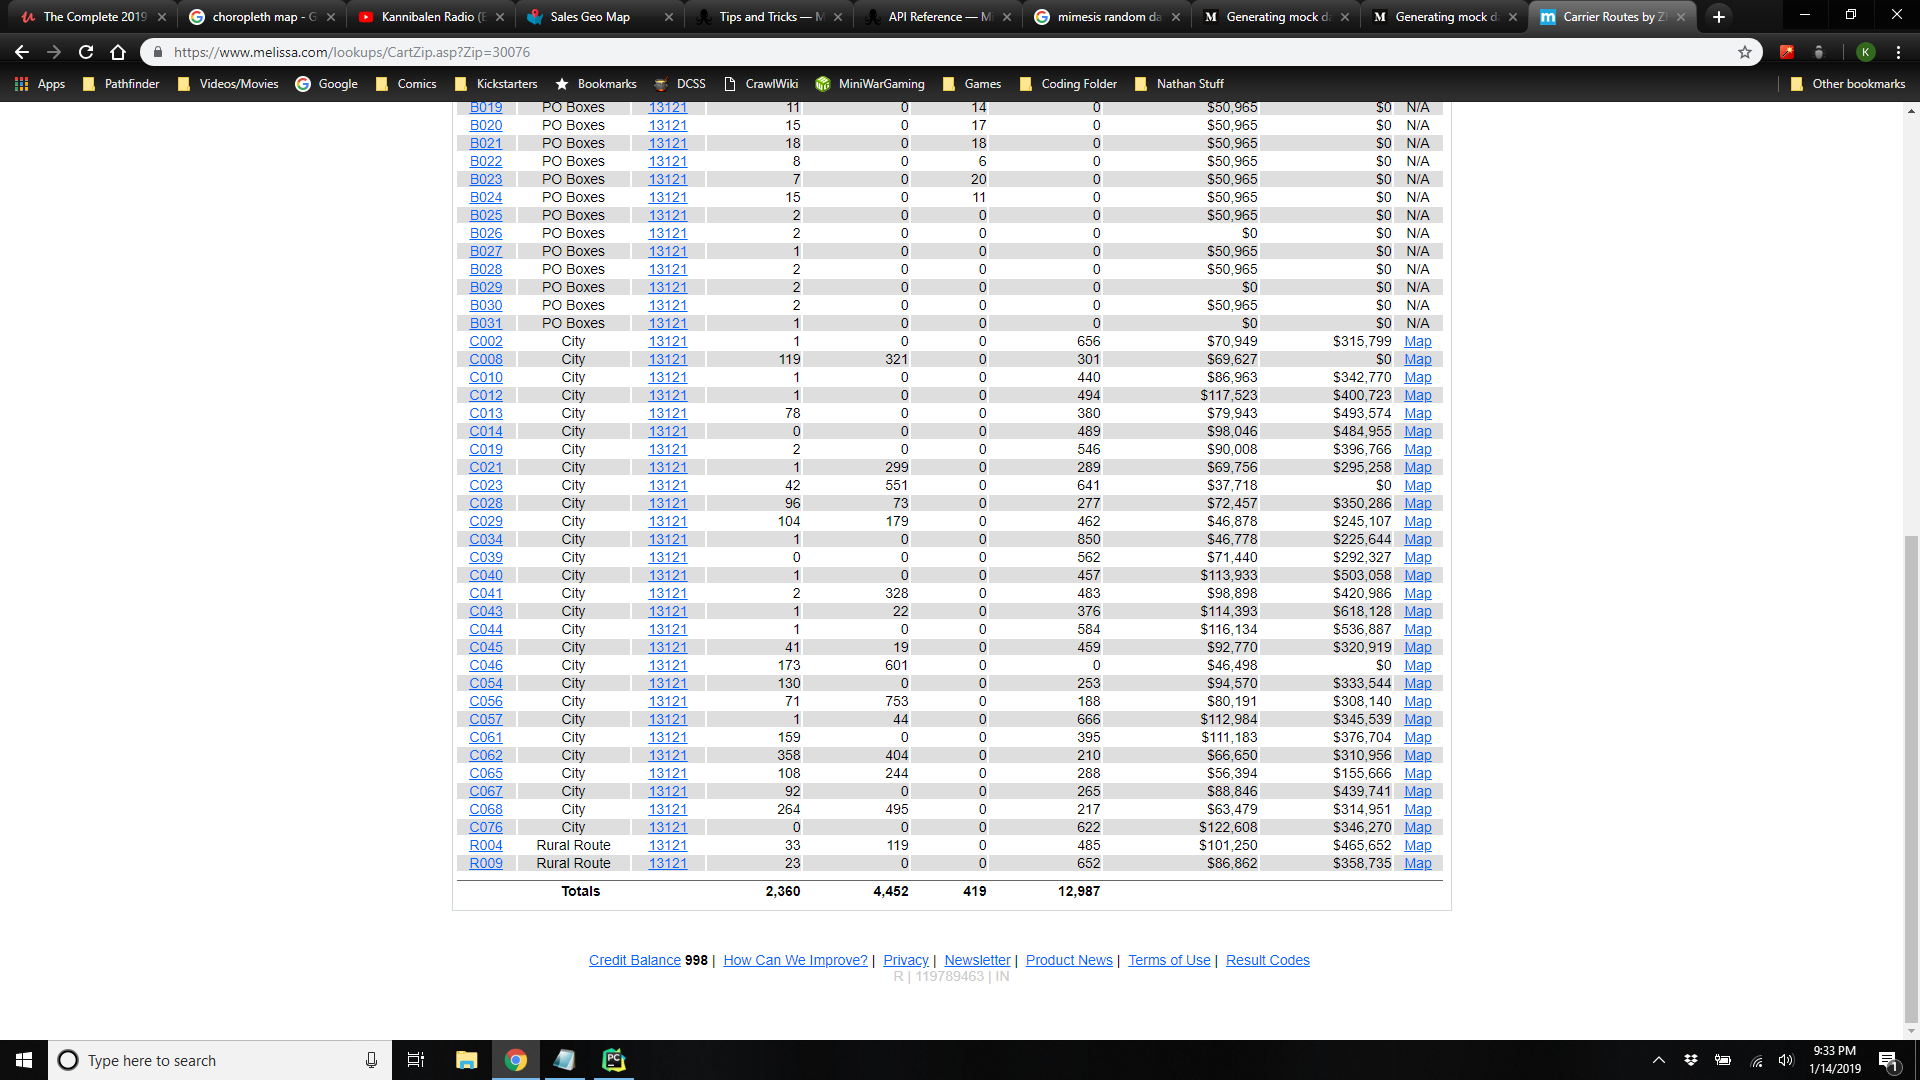 The Complete 2019
choropleth map - G
Kannibalen Radio (E
Sales Geo Map
Tips and Tricks — M
API Reference — Mi
mimesis random da
Generating mock da
Generating mock d
Carrier Routes by Z
https://www.melissa.com/lookups/CartZip.asp?Zip=30076
K
Apps Pathfinder Videos/Movies Google Comics Kickstarters Bookmarks DCSS CrawlWiki MiniWarGaming Games Coding Folder Nathan Stuff Other bookmarks
B019 PO Boxes 13121 11 0 14 0 $50,965 $0 N/A
B020 PO Boxes 13121 15 0 17 0 $50,965 $0 N/A
B021 PO Boxes 13121 18 0 18 0 $50,965 $0 N/A
B022 PO Boxes 13121 8 0 6 0 $50,965 $0 N/A
B023 PO Boxes 13121 7 0 20 0 $50,965 $0 N/A
B024 PO Boxes 13121 15 0 11 0 $50,965 $0 N/A
B025 PO Boxes 13121 2 0 0 0 $50,965 $0 N/A
B026 PO Boxes 13121 2 0 0 0 $0 $0 N/A
B027 PO Boxes 13121 1 0 0 0 $50,965 $0 N/A
B028 PO Boxes 13121 2 0 0 0 $50,965 $0 N/A
B029 PO Boxes 13121 2 0 0 0 $0 $0 N/A
B030 PO Boxes 13121 2 0 0 0 $50,965 $0 N/A
B031 PO Boxes 13121 1 0 0 0 $0 $0 N/A
C002 City 13121 1 0 0 656 $70,949 $315,799 Map
C008 City 13121 119 321 0 301 $69,627 $0 Map
C010 City 13121 1 0 0 440 $86,963 $342,770 Map
C012 City 13121 1 0 0 494 $117,523 $400,723 Map
C013 City 13121 78 0 0 380 $79,943 $493,574 Map
C014 City 13121 0 0 0 489 $98,046 $484,955 Map
C019 City 13121 2 0 0 546 $90,008 $396,766 Map
C021 City 13121 1 299 0 289 $69,756 $295,258 Map
C023 City 13121 42 551 0 641 $37,718 $0 Map
C028 City 13121 96 73 0 277 $72,457 $350,286 Map
C029 City 13121 104 179 0 462 $46,878 $245,107 Map
C034 City 13121 1 0 0 850 $46,778 $225,644 Map
C039 City 13121 0 0 0 562 $71,440 $292,327 Map
C040 City 13121 1 0 0 457 $113,933 $503,058 Map
C041 City 13121 2 328 0 483 $98,898 $420,986 Map
C043 City 13121 1 22 0 376 $114,393 $618,128 Map
C044 City 13121 1 0 0 584 $116,134 $536,887 Map
C045 City 13121 41 19 0 459 $92,770 $320,919 Map
C046 City 13121 173 601 0 0 $46,498 $0 Map
C054 City 13121 130 0 0 253 $94,570 $333,544 Map
C056 City 13121 71 753 0 188 $80,191 $308,140 Map
C057 City 13121 1 44 0 666 $112,984 $345,539 Map
C061 City 13121 159 0 0 395 $111,183 $376,704 Map
C062 City 13121 358 404 0 210 $66,650 $310,956 Map
C065 City 13121 108 244 0 288 $56,394 $155,666 Map
C067 City 13121 92 0 0 265 $88,846 $439,741 Map
C068 City 13121 264 495 0 217 $63,479 $314,951 Map
C076 City 13121 0 0 0 622 $122,608 $346,270 Map
R004 Rural Route 13121 33 119 0 485 $101,250 $465,652 Map
R009 Rural Route 13121 23 0 0 652 $86,862 $358,735 Map
Totals 2,360 4,452 419 12,987
Credit Balance 998 | How Can We Improve? | Privacy | Newsletter | Product News | Terms of Use | Result Codes
R | 119789463 | IN
Type here to search
PC
9:33 PM
1/14/2019
1